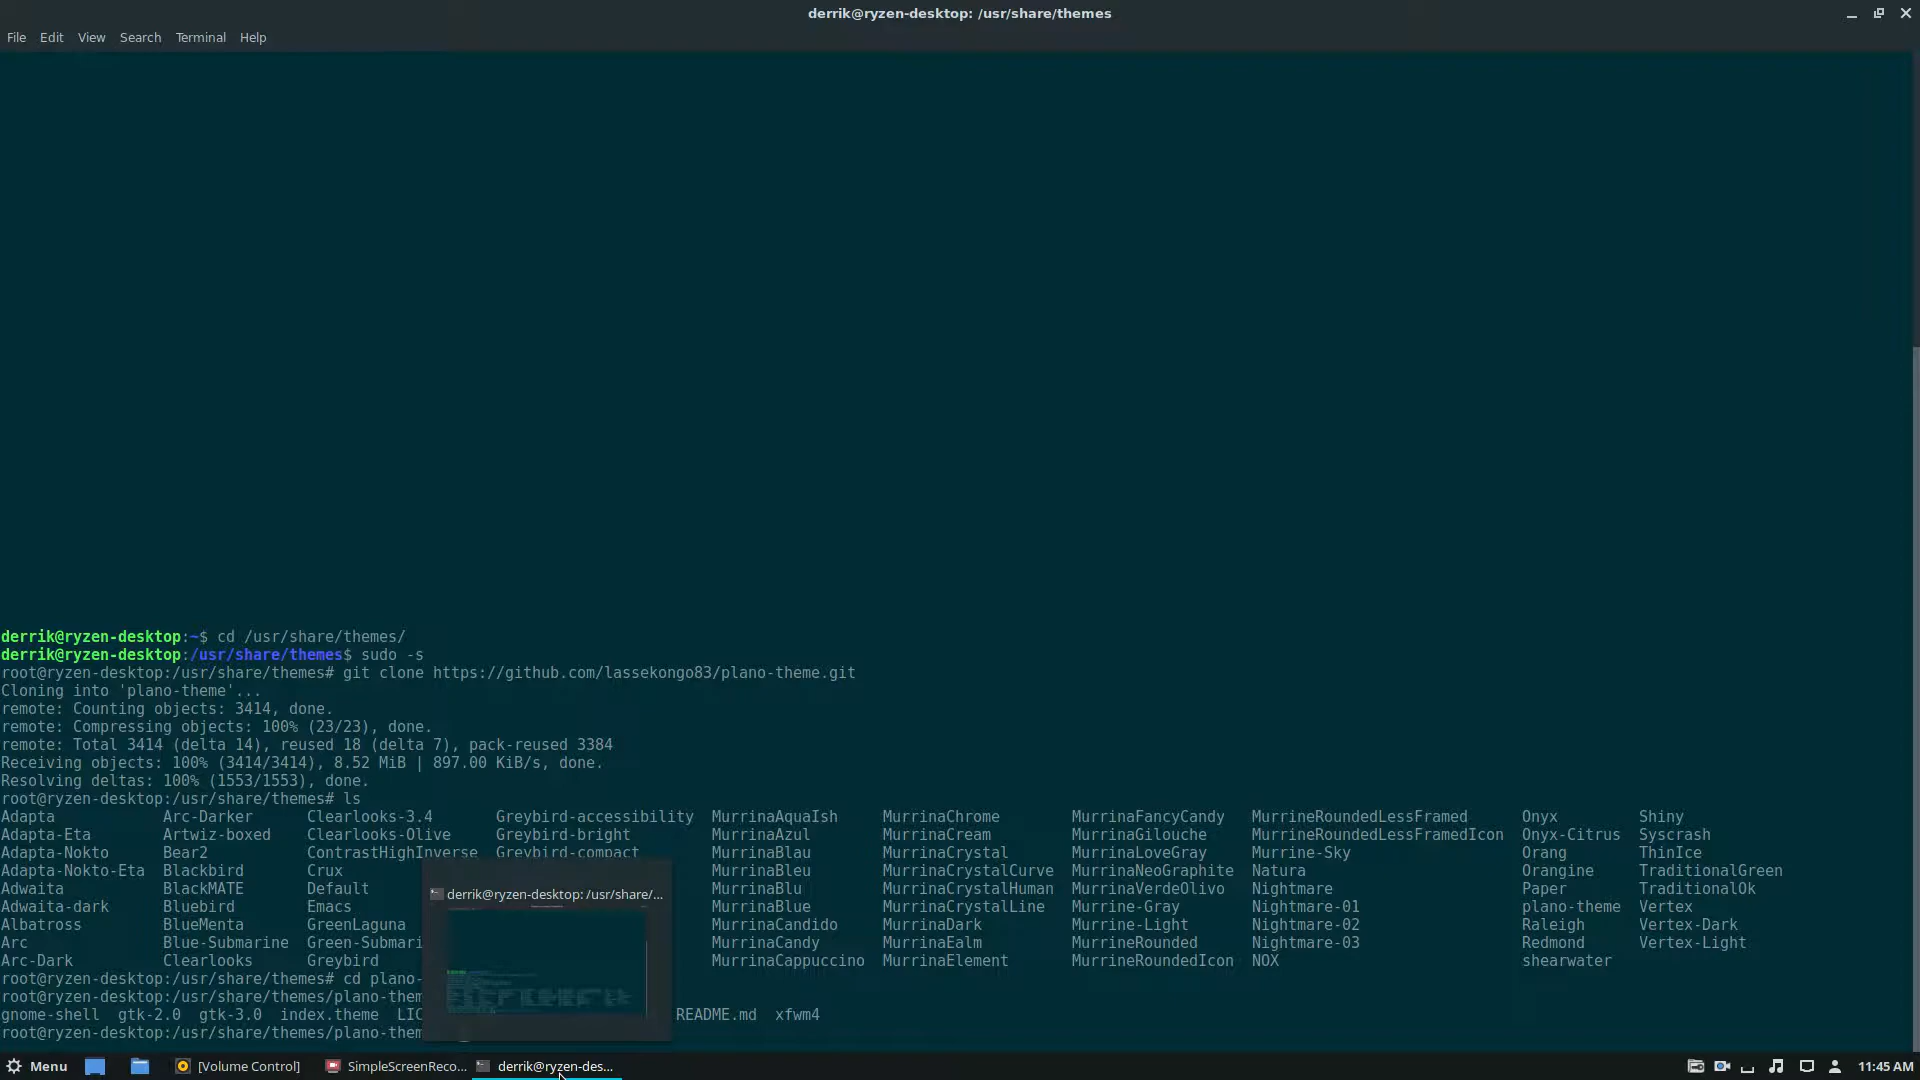 derrik@ryzen-desktop: /usr/share/themes
File Edit View Search Terminal Help
derrik@ryzen-desktop:~$ cd /usr/share/themes/
derrik@ryzen-desktop:/usr/share/themes$ sudo -s
root@ryzen-desktop:/usr/share/themes# git clone https://github.com/lassekongo83/plano-theme.git
Cloning into 'plano-theme'...
remote: Counting objects: 3414, done.
remote: Compressing objects: 100% (23/23), done.
remote: Total 3414 (delta 14), reused 18 (delta 7), pack-reused 3384
Receiving objects: 100% (3414/3414), 8.52 MiB | 897.00 KiB/s, done.
Resolving deltas: 100% (1553/1553), done.
root@ryzen-desktop:/usr/share/themes# ls
Adapta Arc-Darker Clearlooks-3.4 Greybird-accessibility MurrinaAquaIsh MurrinaChrome MurrinaFancyCandy MurrineRoundedLessFramed Onyx Shiny
Adapta-Eta Artwiz-boxed Clearlooks-Olive Greybird-bright MurrinaAzul MurrinaCream MurrinaGilouche MurrineRoundedLessFramedIcon Onyx-Citrus Syscrash
Adapta-Nokto Bear2 ContrastHighInverse Greybird-compact MurrinaBlau MurrinaCrystal MurrinaLoveGray Murrine-Sky Orang ThinIce
Adapta-Nokto-Eta Blackbird Crux MurrinaBleu MurrinaCrystalCurve MurrinaNeoGraphite Natura Orangine TraditionalGreen
Adwaita BlackMATE Default derrik@ryzen-desktop: /usr/share/... MurrinaBlu MurrinaCrystalHuman MurrinaVerdeOlivo Nightmare Paper TraditionalOk
Adwaita-dark Bluebird Emacs MurrinaBlue MurrinaCrystalLine Murrine-Gray Nightmare-01 plano-theme Vertex
Albatross BlueMenta GreenLaguna MurrinaCandido MurrinaDark Murrine-Light Nightmare-02 Raleigh Vertex-Dark
Arc Blue-Submarine Green-Submari MurrinaCandy MurrinaEalm MurrineRounded Nightmare-03 Redmond Vertex-Light
Arc-Dark Clearlooks Greybird MurrinaCappuccino MurrinaElement MurrineRoundedIcon NOX shearwater
root@ryzen-desktop:/usr/share/themes# cd plano-
root@ryzen-desktop:/usr/share/themes/plano-them
gnome-shell gtk-2.0 gtk-3.0 index.theme LIC README.md xfwm4
root@ryzen-desktop:/usr/share/themes/plano-them
Menu [Volume Control] SimpleScreenReco... derrik@ryzen-des... 11:45 AM